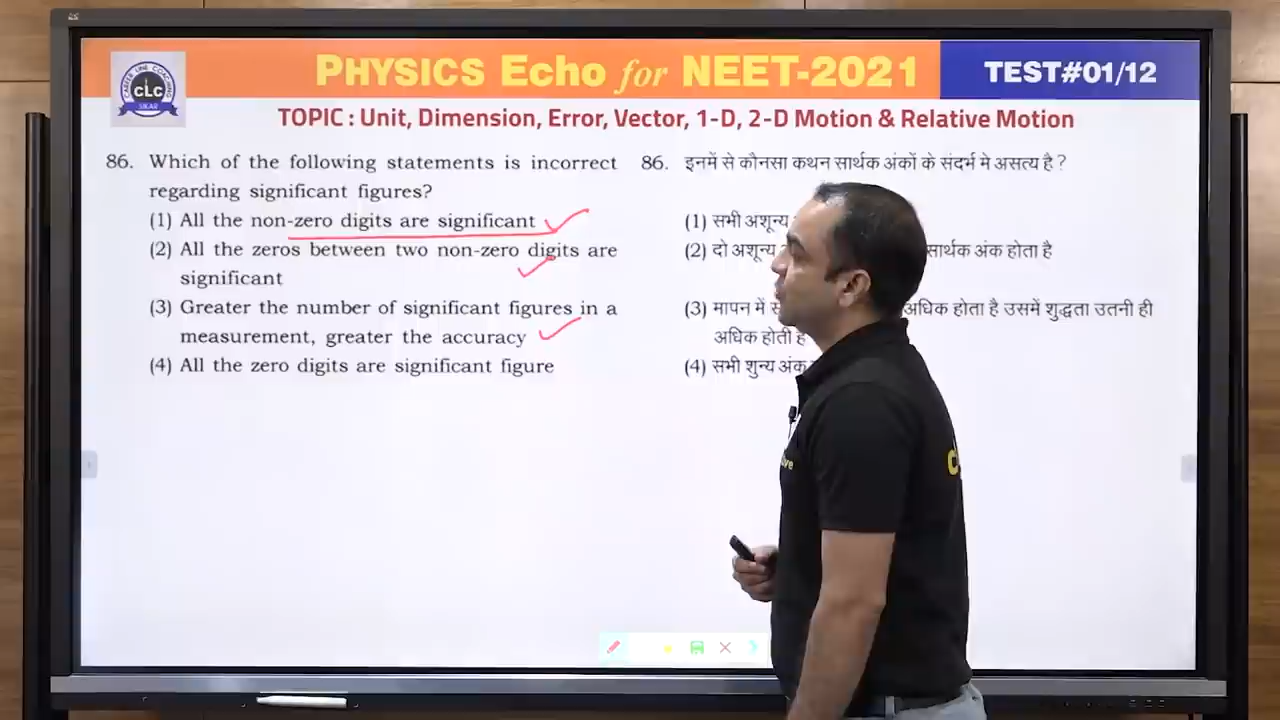 PHYSICS Echo for NEET-2021
TEST#01/12
CLC
SIKAR
TOPIC : Unit, Dimension, Error, Vector, 1-D, 2-D Motion & Relative Motion
86. Which of the following statements is incorrect
regarding significant figures?
(1) All the non-zero digits are significant
(2) All the zeros between two non-zero digits are
significant
(3) Greater the number of significant figures in a
measurement, greater the accuracy
(4) All the zero digits are significant figure
86. इनमें से कौनसा कथन सार्थक अंकों के संदर्भ मे असत्य है ?
(1) सभी अशून्य
(2) दो अशून्य सार्थक अंक होता है
(3) मापन में अधिक होता है उसमें शुद्धता उतनी ही
अधिक होती है
(4) सभी शुन्य अंक